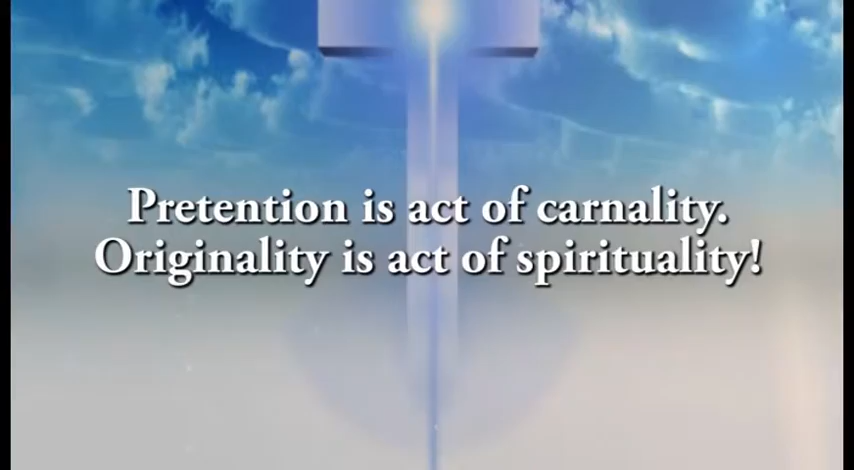 Pretention is act of carnality.
Originality is act of spirituality!